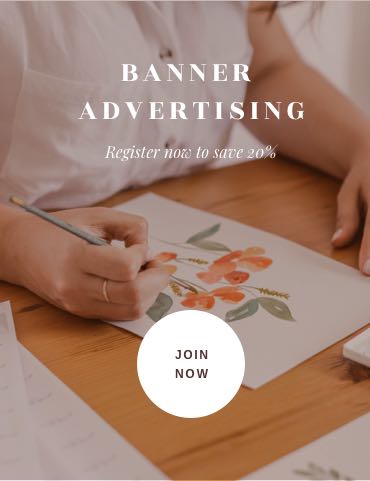 BANNER
ADVERTISING
Register now to save 20%
JOIN
NOW